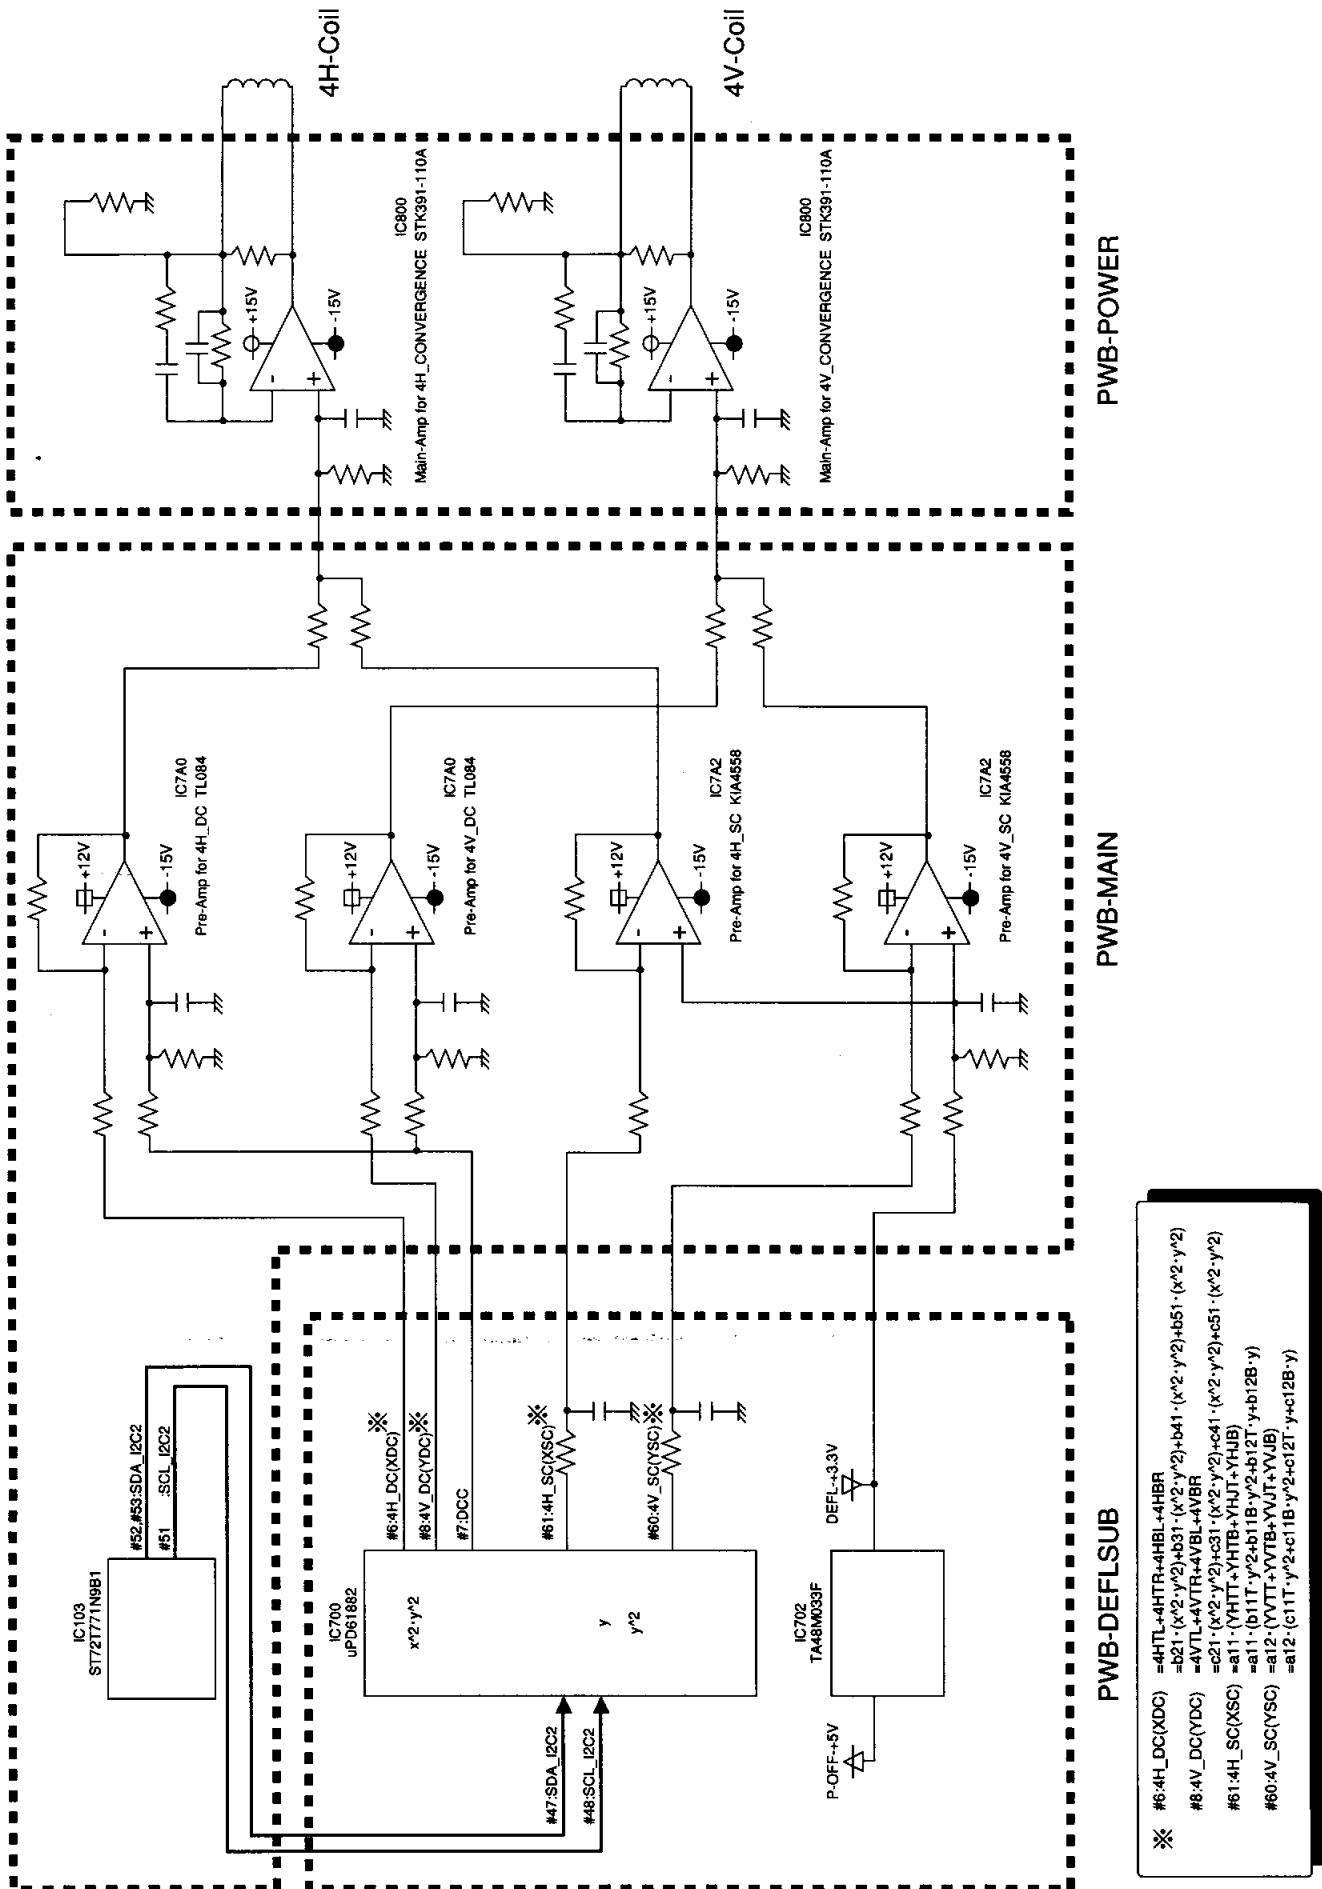 4H-Coil
4V-Coil
IC800
Main-Amp for 4H_CONVERGENCE STK391-110A
+15V
-15V
-
+
IC800
Main-Amp for 4V_CONVERGENCE STK391-110A
+15V
-15V
-
+
PWB-POWER
IC7A0
Pre-Amp for 4H_DC TL084
+12V
-15V
-
+
IC7A0
Pre-Amp for 4V_DC TL084
+12V
-15V
-
+
IC7A2
Pre-Amp for 4H_SC KIA4558
+12V
-15V
-
+
IC7A2
Pre-Amp for 4V_SC KIA4558
+12V
-15V
-
+
PWB-MAIN
IC103
ST72T771N9B1
#52,#53:SDA_I2C2
#51 :SCL_I2C2
IC700
uPD61882
x^2·y^2
y
y^2
#6:4H_DC(XDC) ※
#8:4V_DC(YDC) ※
#7:DCC
#61:4H_SC(XSC) ※
#60:4V_SC(YSC) ※
#47:SDA_I2C2
#48:SCL_I2C2
IC702
TA48M033F
DEFL-+3.3V
P-OFF-+5V
PWB-DEFLSUB
※ #6:4H_DC(XDC) =4HTL+4HTR+4HBL+4HBR
=b21·(x^2·y^2)+b31·(x^2·y^2)+b41·(x^2·y^2)+b51·(x^2·y^2)
#8:4V_DC(YDC) =4VTL+4VTR+4VBL+4VBR
=c21·(x^2·y^2)+c31·(x^2·y^2)+c41·(x^2·y^2)+c51·(x^2·y^2)
#61:4H_SC(XSC) =a11·(YHTT+YHTB+YHJT+YHJB)
=a11·(b11T·y^2+b11B·y^2+b12T·y+b12B·y)
#60:4V_SC(YSC) =a12·(YVTT+YVTB+YVJT+YVJB)
=a12·(c11T·y^2+c11B·y^2+c12T·y+c12B·y)